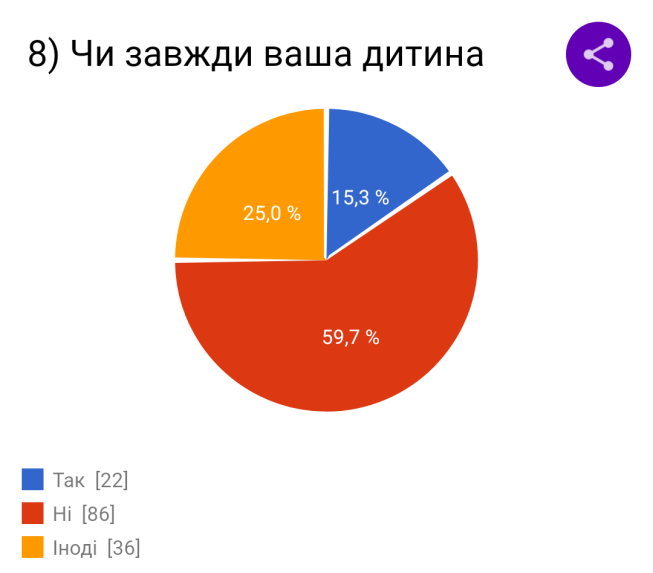 8) Чи завжди ваша дитина
15,3 %
25,0 %
59,7 %
Так [22]
Ні [86]
Іноді [36]